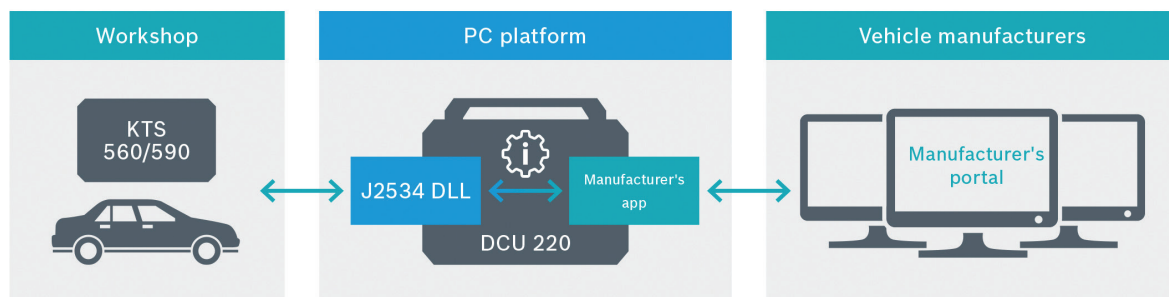 Workshop
KTS
560/590
PC platform
J2534 DLL
i
Manufacturer's
app
DCU 220
Vehicle manufacturers
Manufacturer's
portal